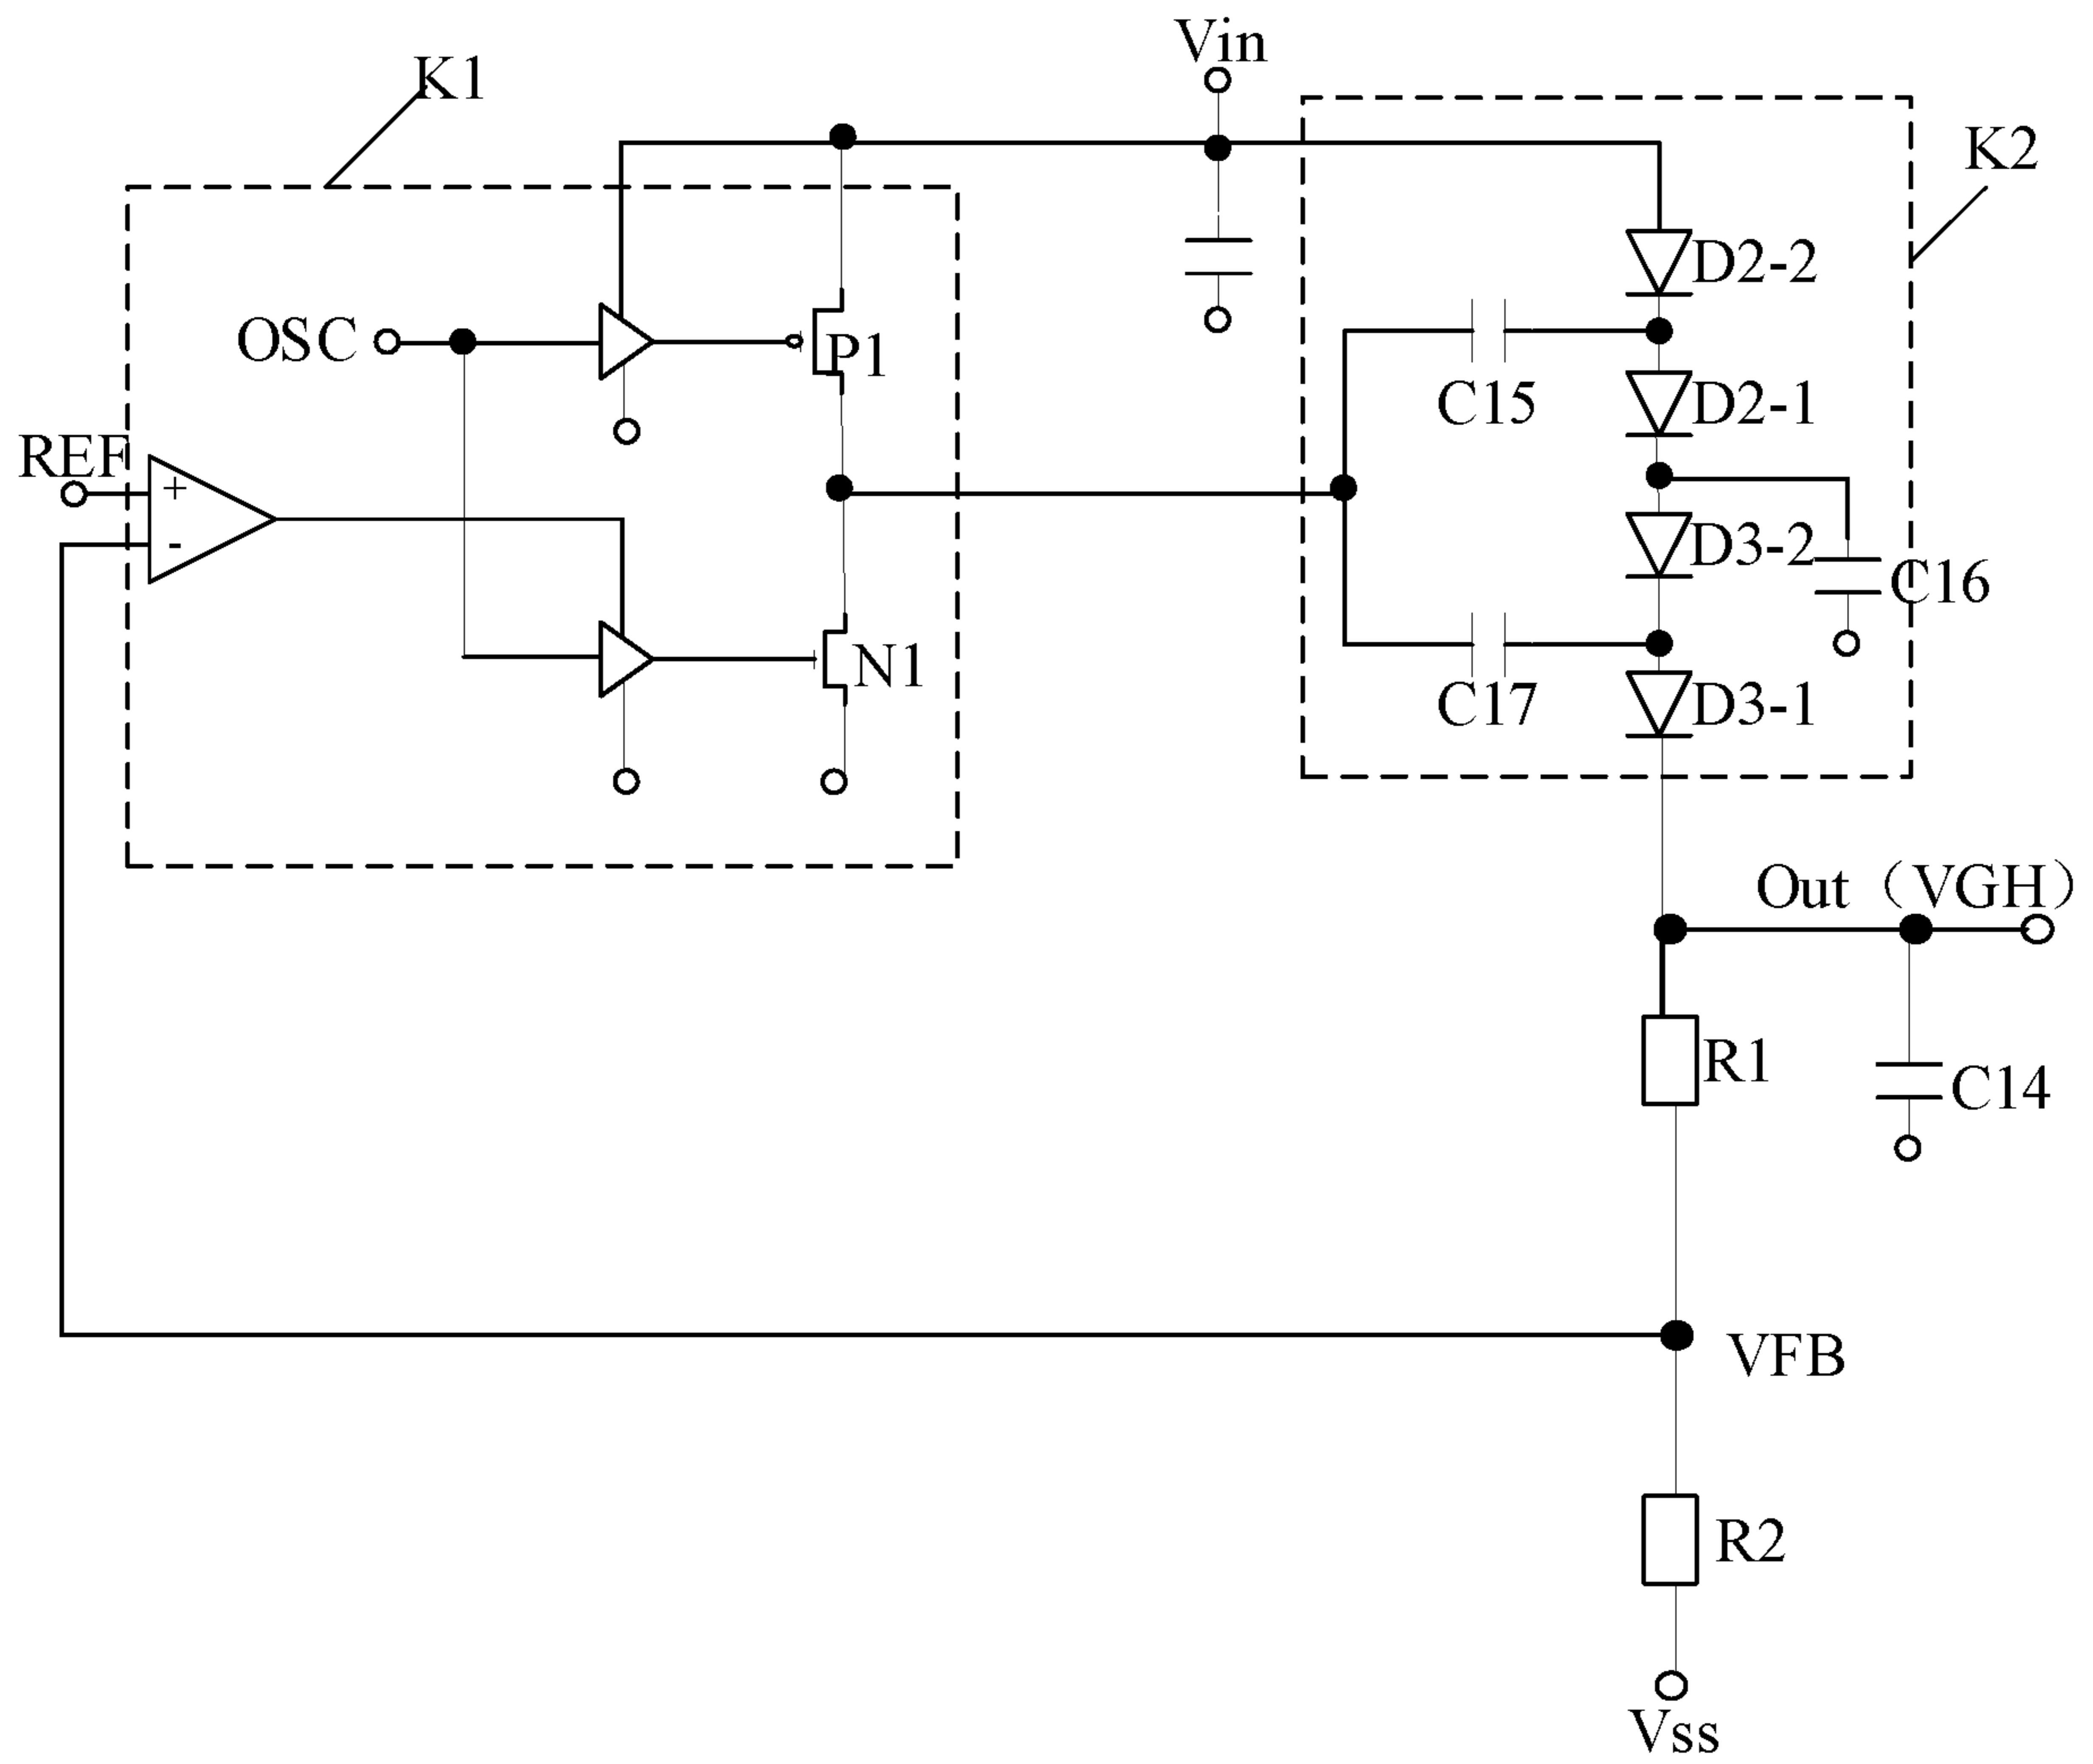 Vin
K1
K2
D2-2
OSC
P1
C15
D2-1
REF
+
-
D3-2
C16
N1
C17
D3-1
Out（VGH）
R1
C14
VFB
R2
Vss